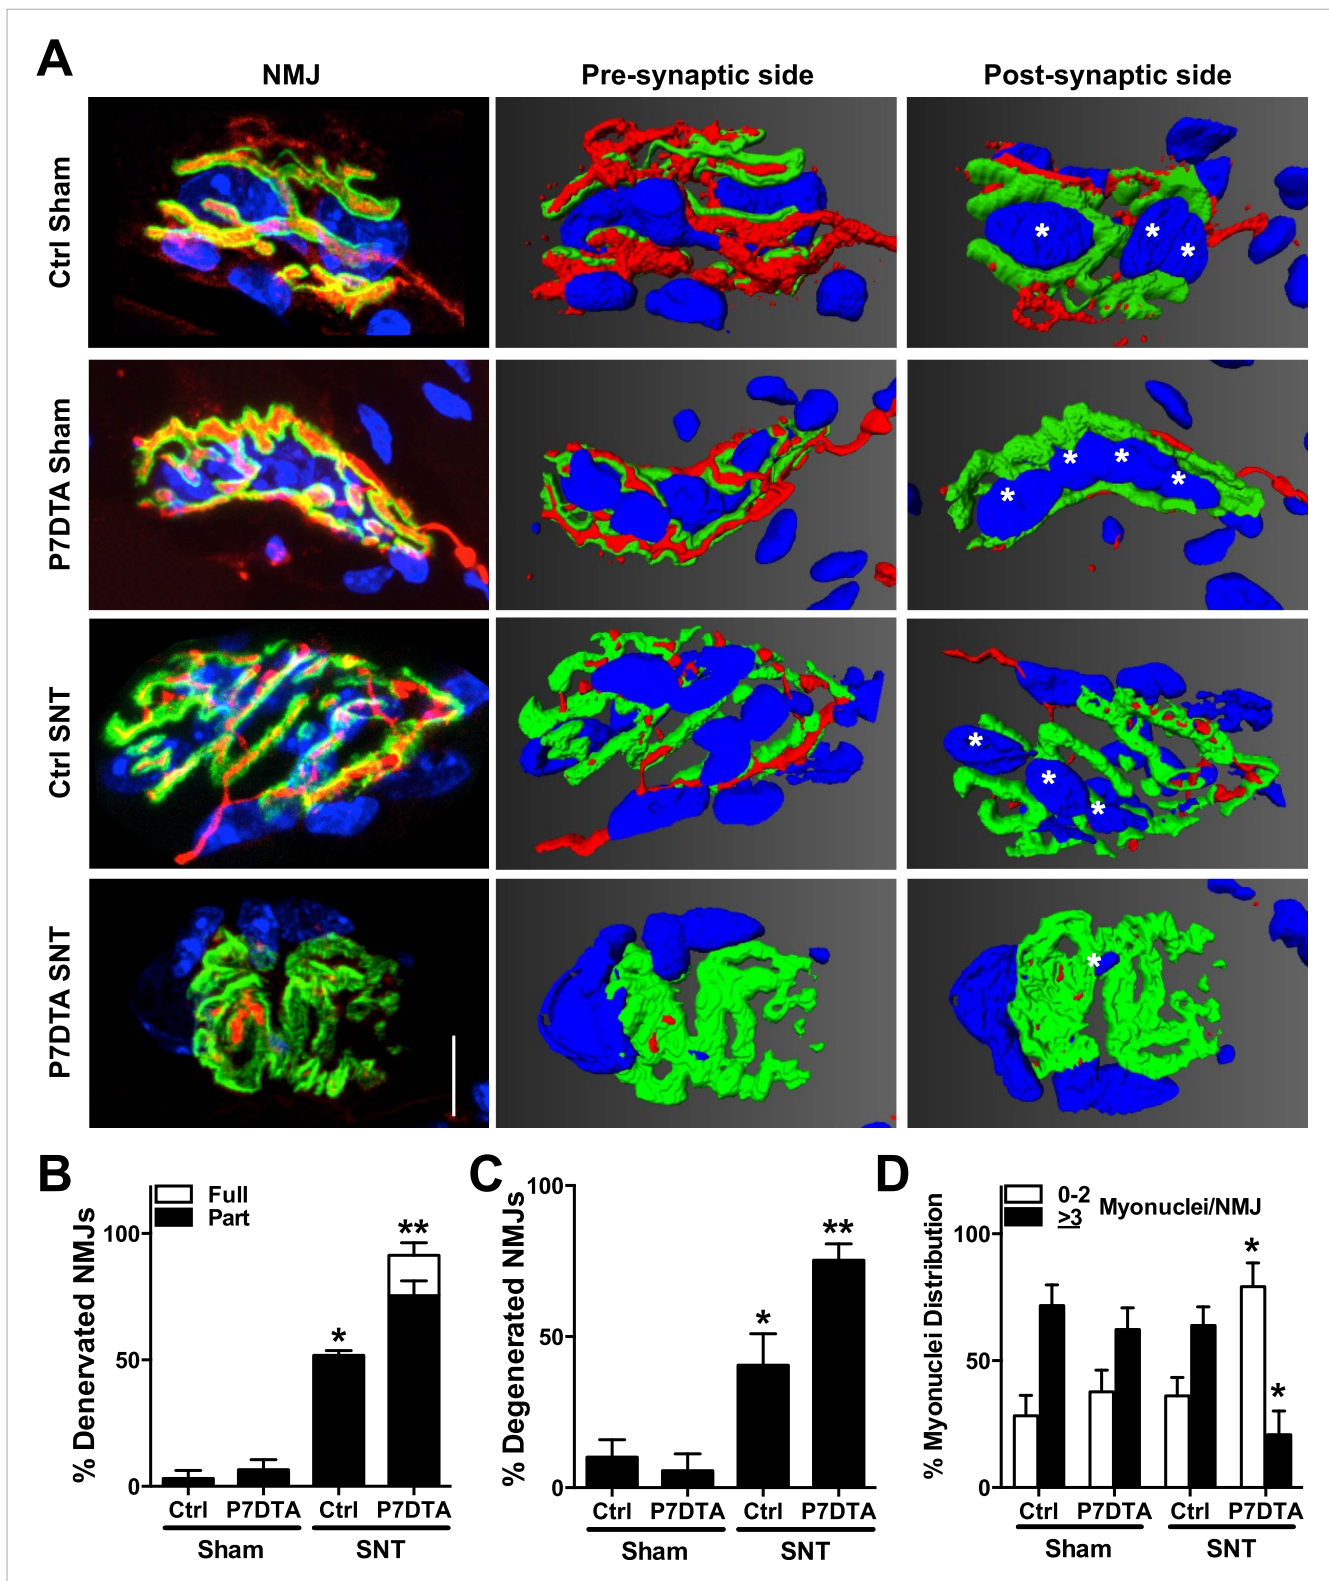 A
NMJ
Pre-synaptic side
Post-synaptic side
Ctrl Sham
* * *
P7DTA Sham
* * * *
Ctrl SNT
* * *
P7DTA SNT
*
B
% Denervated NMJs
Full
Part
100
50
0
*
**
Ctrl P7DTA Ctrl P7DTA
Sham SNT
C
% Degenerated NMJs
100
50
0
*
**
Ctrl P7DTA Ctrl P7DTA
Sham SNT
D
% Myonuclei Distribution
0-2
≥3
Myonuclei/NMJ
100
50
0
*
*
Ctrl P7DTA Ctrl P7DTA
Sham SNT